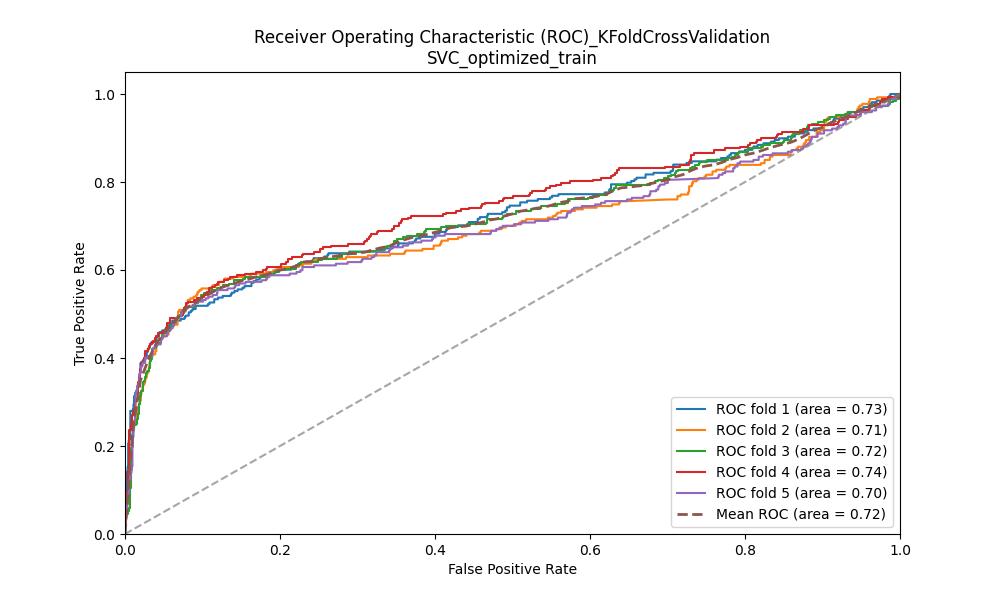 Receiver Operating Characteristic (ROC)_KFoldCrossValidation
SVC_optimized_train
True Positive Rate
1.0
0.8
0.6
0.4
0.2
0.0
0.0 0.2 0.4 0.6 0.8 1.0
False Positive Rate
ROC fold 1 (area = 0.73)
ROC fold 2 (area = 0.71)
ROC fold 3 (area = 0.72)
ROC fold 4 (area = 0.74)
ROC fold 5 (area = 0.70)
Mean ROC (area = 0.72)